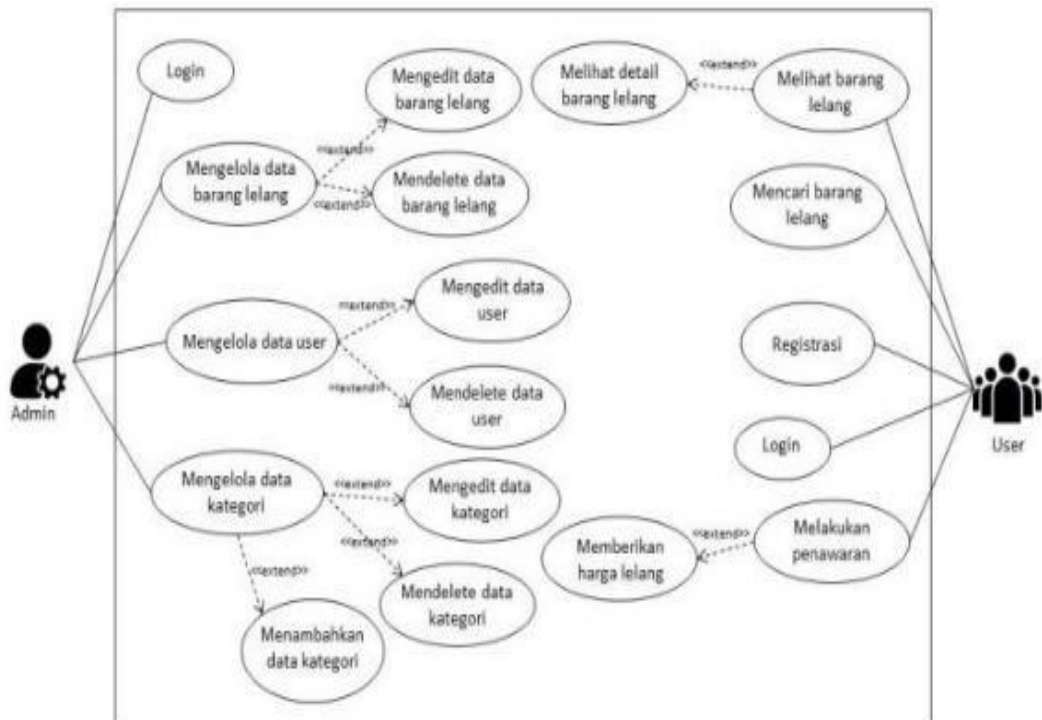 Login
Mengedit data
barang lelang
Melihat detail
barang lelang
<<extend>>
Melihat barang
lelang
<<extend>>
Mengelola data
barang lelang
<<extend>>
Mendelete data
barang lelang
Mencari barang
lelang
Mengedit data
user
<<extend>>
Mengelola data user
<<extend>>
Mendelete data
user
Registrasi
Admin
Login
User
Mengelola data
kategori
<<extend>>
Mengedit data
kategori
<<extend>>
<<extend>>
Mendelete data
kategori
Menambahkan
data kategori
Memberikan
harga lelang
<<extend>>
Melakukan
penawaran